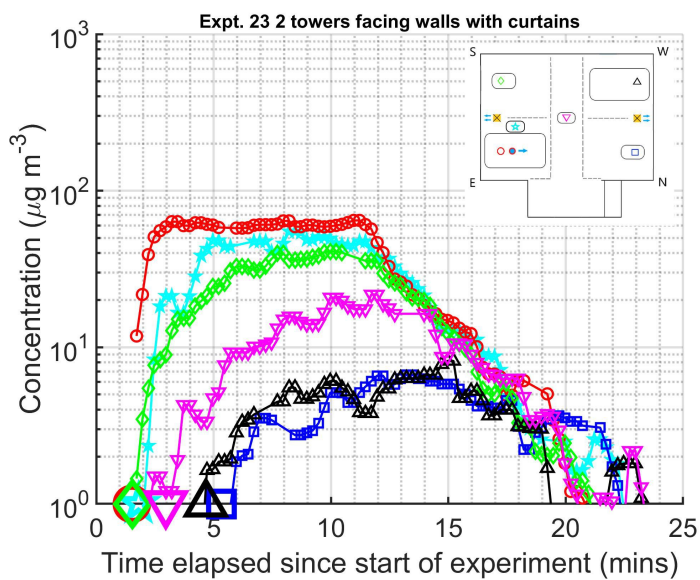 Expt. 23 2 towers facing walls with curtains
10³
S W
10²
E N
Concentration (μg m⁻³)
10¹
10⁰
0 5 10 15 20 25
Time elapsed since start of experiment (mins)